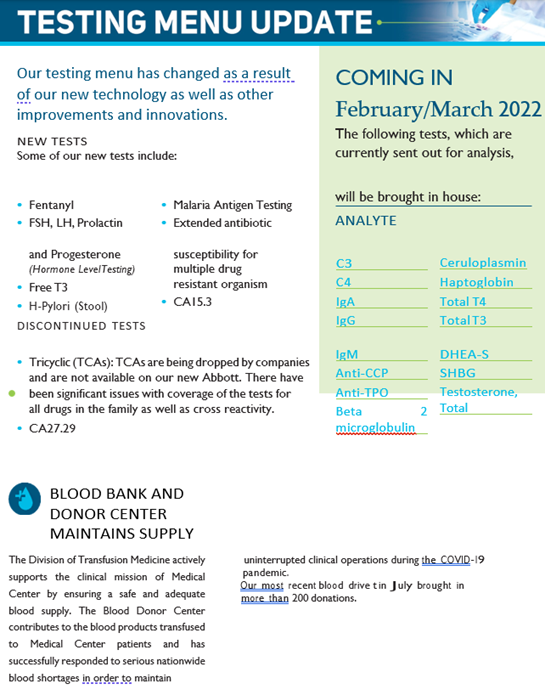 TESTING MENU UPDATE
Our testing menu has changed as a result
of our new technology as well as other
improvements and innovations.
NEW TESTS
Some of our new tests include:
• Fentanyl
• FSH, LH, Prolactin
and Progesterone
(Hormone LevelTesting)
• Free T3
• H-Pylori (Stool)
• Malaria Antigen Testing
• Extended antibiotic
susceptibility for
multiple drug
resistant organism
• CA15.3
DISCONTINUED TESTS
• Tricyclic (TCAs): TCAs are being dropped by companies
and are not available on our new Abbott. There have
been significant issues with coverage of the tests for
all drugs in the family as well as cross reactivity.
• CA27.29
COMING IN
February/March 2022
The following tests, which are
currently sent out for analysis,
will be brought in house:
ANALYTE
C3
C4
IgA
IgG
IgM
Anti-CCP
Anti-TPO
Beta 2
microglobulin
Ceruloplasmin
Haptoglobin
Total T4
TotalT3
DHEA-S
SHBG
Testosterone,
Total
BLOOD BANK AND
DONOR CENTER
MAINTAINS SUPPLY
The Division of Transfusion Medicine actively
supports the clinical mission of Medical
Center by ensuring a safe and adequate
blood supply. The Blood Donor Center
contributes to the blood products transfused
to Medical Center patients and has
successfully responded to serious nationwide
blood shortages in order to maintain
uninterrupted clinical operations during the COVID-19
pandemic.
Our most recent blood drive t in July brought in
more than 200 donations.